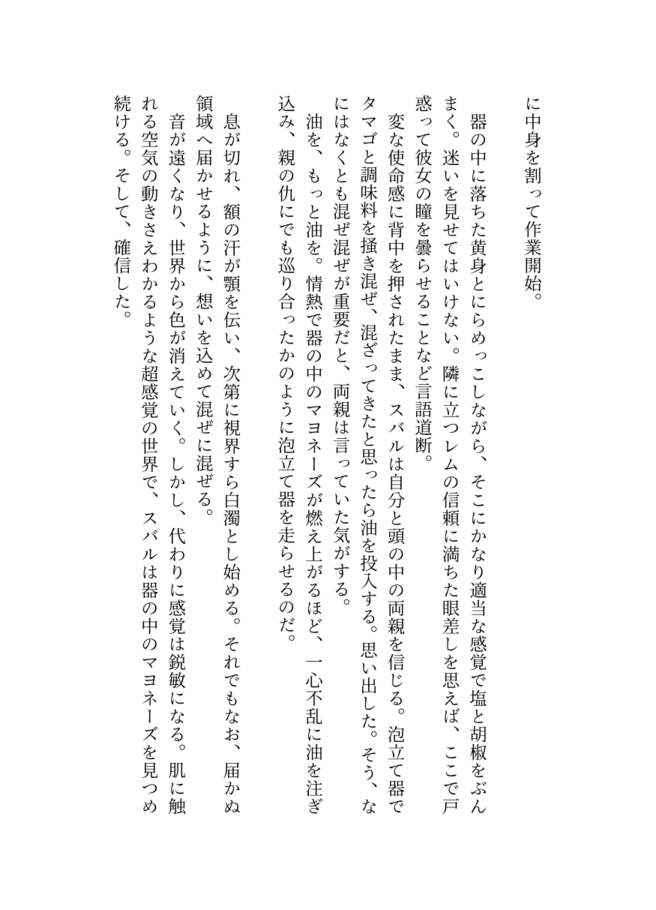 に中身を割って作業開始。
器の中に落ちた黄身とにらめっこしながら、そこにかなり適当な感覚で塩と胡椒をぶん
まく。迷いを見せてはいけない。隣に立つレムの信頼に満ちた眼差しを思えば、ここで戸
惑って彼女の瞳を曇らせることなど言語道断。
変な使命感に背中を押されたまま、スバルは自分と頭の中の両親を信じる。泡立て器で
タマゴと調味料を掻き混ぜ、混ざってきたと思ったら油を投入する。思い出した。そう、な
にはなくとも混ぜ混ぜが重要だと、両親は言っていた気がする。
油を、もっと油を。情熱で器の中のマヨネーズが燃え上がるほど、一心不乱に油を注ぎ
込み、親の仇にでも巡り合ったかのように泡立て器を走らせるのだ。
息が切れ、額の汗が顎を伝い、次第に視界すら白濁とし始める。それでもなお、届かぬ
領域へ届かせるように、想いを込めて混ぜに混ぜる。
音が遠くなり、世界から色が消えていく。しかし、代わりに感覚は鋭敏になる。肌に触
れる空気の動きさえわかるような超感覚の世界で、スバルは器の中のマヨネーズを見つめ
続ける。そして、確信した。